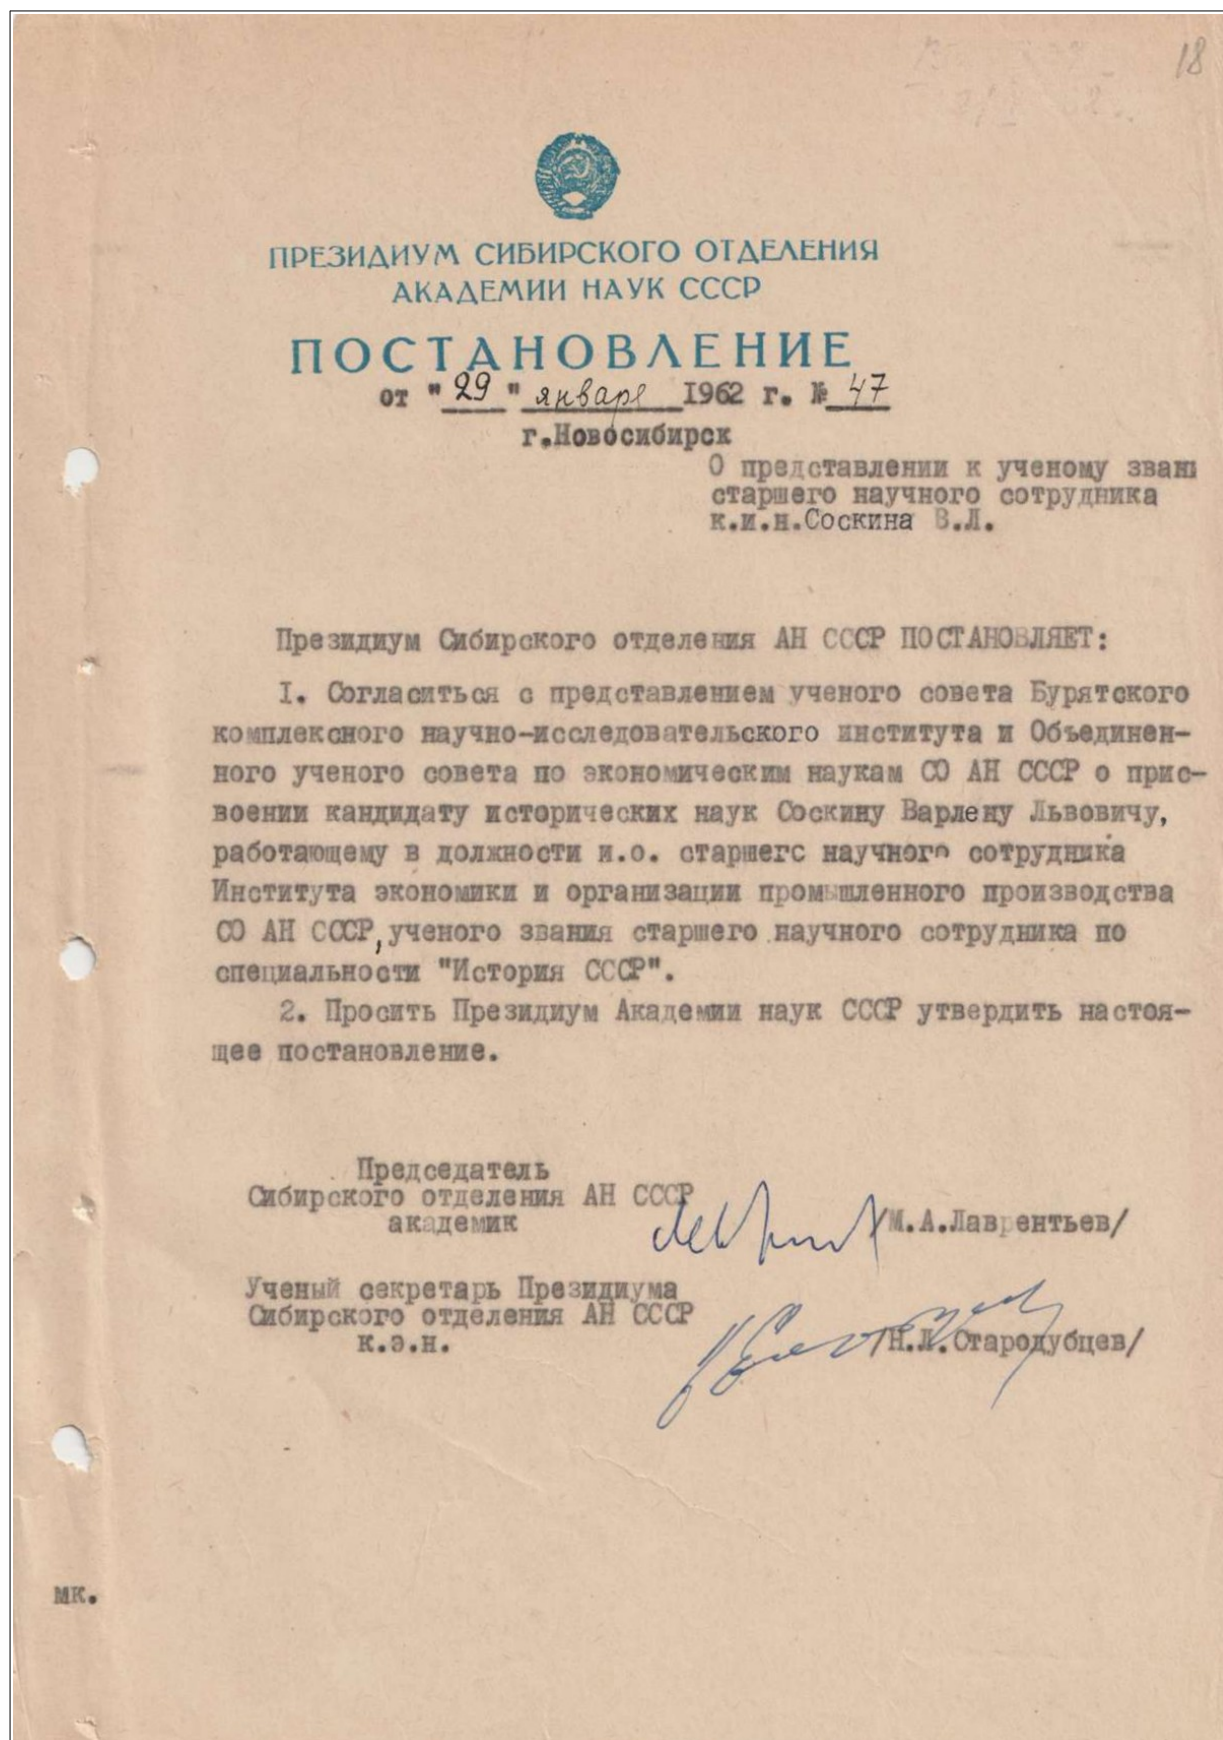 18
ПРЕЗИДИУМ СИБИРСКОГО ОТДЕЛЕНИЯ
АКАДЕМИИ НАУК СССР
ПОСТАНОВЛЕНИЕ
от "29" января 1962 г. № 47
г.Новосибирск
О представлении к ученому звани
старшего научного сотрудника
к.и.н.Соскина В.Л.
Президиум Сибирского отделения АН СССР ПОСТАНОВЛЯЕТ:
I. Согласиться с представлением ученого совета Бурятского
комплексного научно-исследовательского института и Объединен-
ного ученого совета по экономическим наукам СО АН СССР о прис-
воении кандидату исторических наук Соскину Варлену Львовичу,
работающему в должности и.о. старшегс научного сотрудника
Института экономики и организации промышленного производства
СО АН СССР, ученого звания старшего научного сотрудника по
специальности "История СССР".
2. Просить Президиум Академии наук СССР утвердить настоя-
щее постановление.
Председатель
Сибирского отделения АН СССР
академик /М.А.Лаврентьев/
Ученый секретарь Президиума
Сибирского отделения АН СССР
к.э.н. /Н.Л.Стародубцев/
мк.